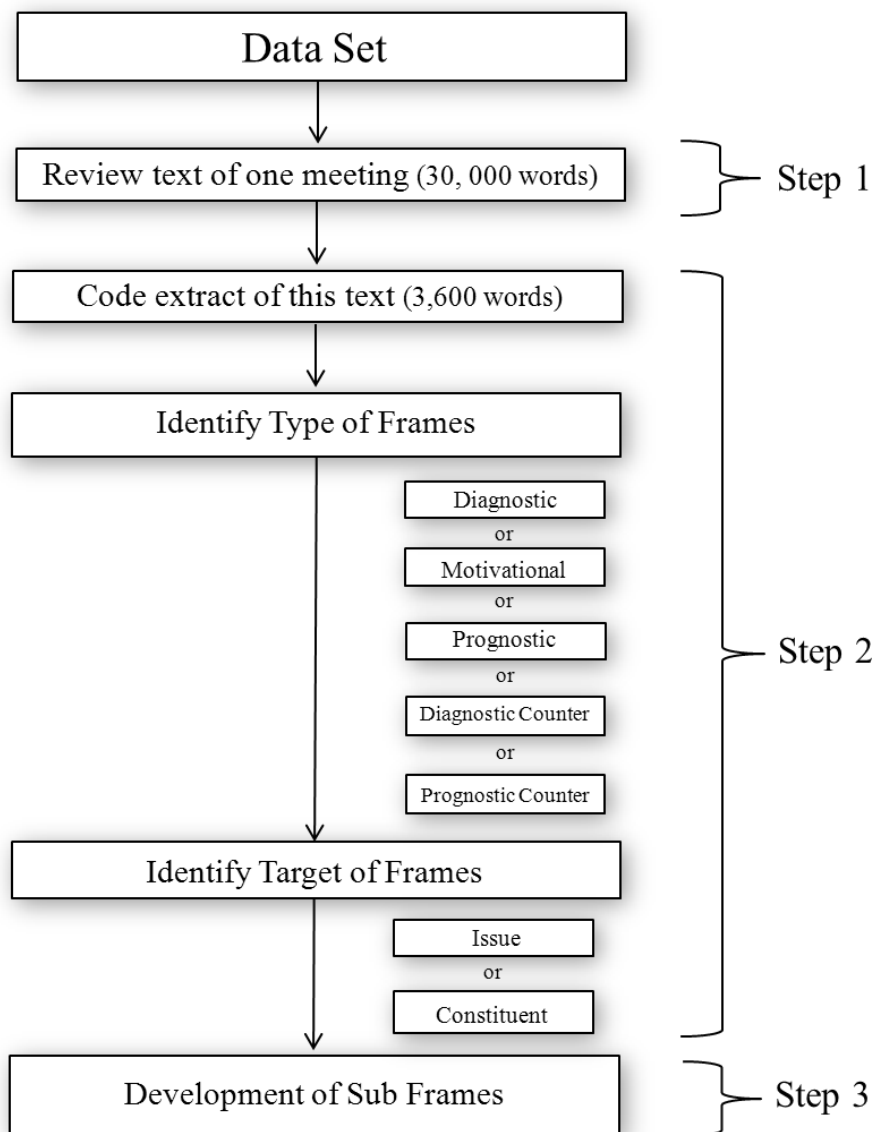 Data Set
Review text of one meeting (30, 000 words)
Step 1
Code extract of this text (3,600 words)
Identify Type of Frames
Diagnostic
or
Motivational
or
Prognostic
or
Diagnostic Counter
or
Prognostic Counter
Step 2
Identify Target of Frames
Issue
or
Constituent
Development of Sub Frames
Step 3